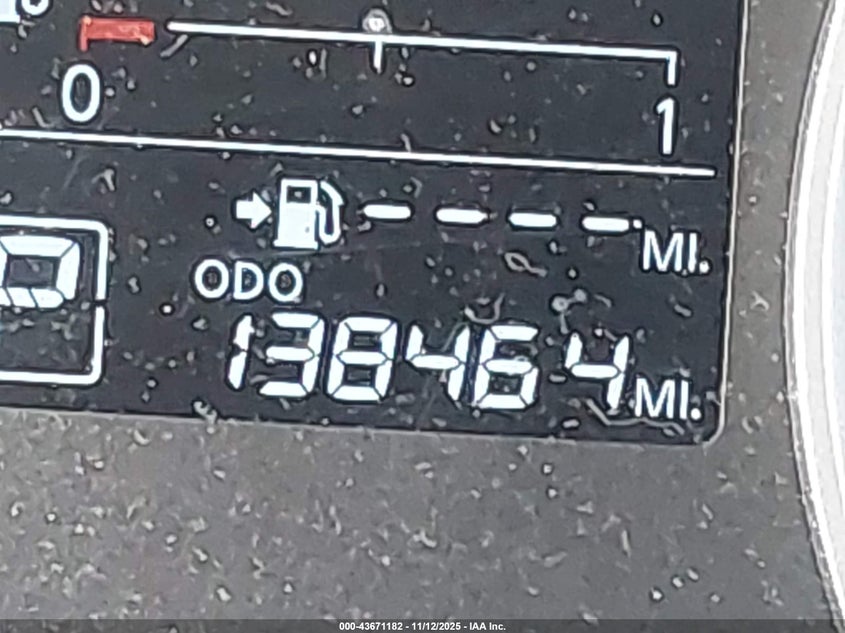 0 1
---- MI.
ODO
138464 MI.
000-43671182 - 11/12/2025 - IAA Inc.